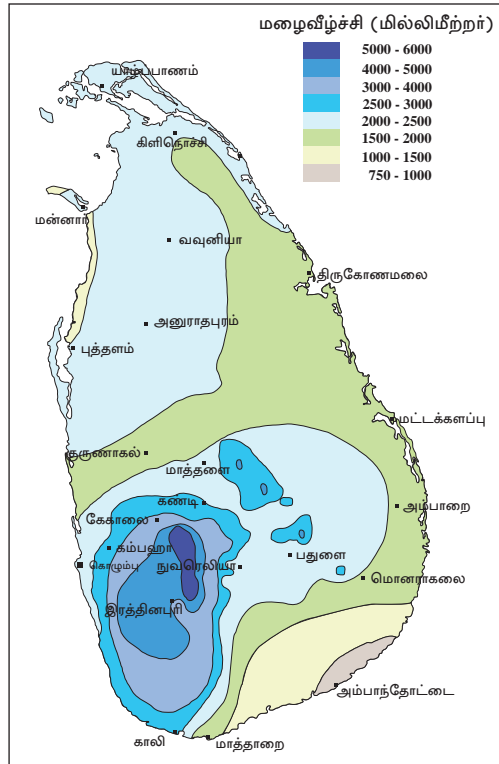 மழைவீழ்ச்சி (மில்லிமீற்றர்)
5000 - 6000
4000 - 5000
3000 - 4000
2500 - 3000
2000 - 2500
1500 - 2000
1000 - 1500
750 - 1000
யாழ்ப்பாணம்
கிளிநொச்சி
மன்னார்
வவுனியா
திருகோணமலை
அனுராதபுரம்
புத்தளம்
மட்டக்களப்பு
குருணாகல்
மாத்தளை
கண்டி
அம்பாறை
கேகாலை
கம்பஹா
பதுளை
கொழும்பு
நுவரெலியா
மொனராகலை
இரத்தினபுரி
அம்பாந்தோட்டை
காலி
மாத்தாறை